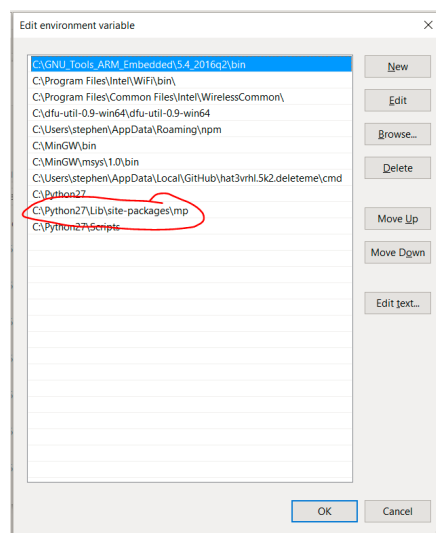 Edit environment variable
C:\GNU_Tools_ARM_Embedded\5.4_2016q2\bin
C:\Program Files\Intel\WiFi\bin\
C:\Program Files\Common Files\Intel\WirelessCommon\
C:\dfu-util-0.9-win64\dfu-util-0.9-win64
C:\Users\stephen\AppData\Roaming\npm
C:\MinGW\bin
C:\MinGW\msys\1.0\bin
C:\Users\stephen\AppData\Local\GitHub\hat3vrhl.5k2.deleteme\cmd
C:\Python27
C:\Python27\Lib\site-packages\mp
C:\Python27\Scripts
New
Edit
Browse...
Delete
Move Up
Move Down
Edit text...
OK
Cancel